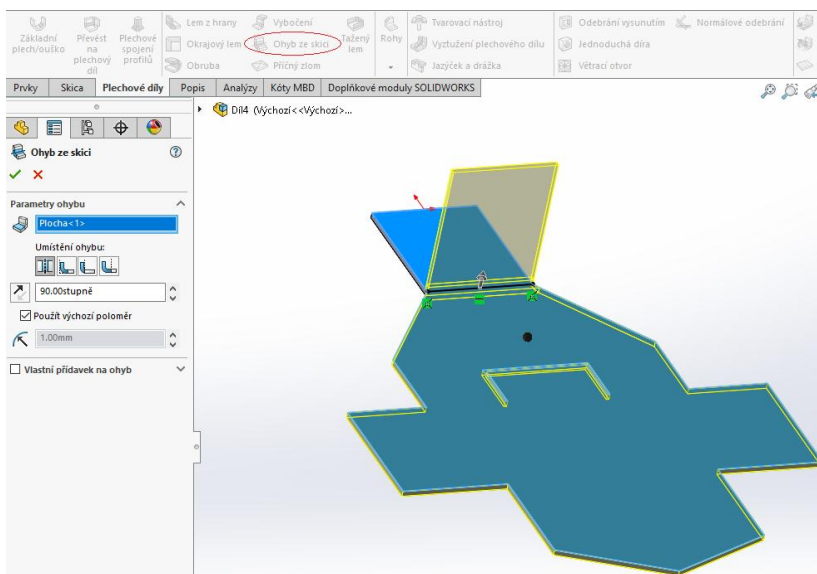 Základní plech/ouško
Převést na plechový díl
Plechové spojení profilů
Lem z hrany
Okrajový lem
Obruba
Vybočení
Ohyb ze skici
Příčný zlom
Tažený lem
Rohy
Tvarovací nástroj
Vyztužení plechového dílu
Jazýček a drážka
Odebrání vysunutím
Jednoduchá díra
Větrací otvor
Normálové odebrání
Prvky Skica Plechové díly Popis Analýzy Kóty MBD Doplňkové moduly SOLIDWORKS
Díl4 (Výchozí<<Výchozí>...
Ohyb ze skici
Parametry ohybu
Plocha<1>
Umístění ohybu:
90.00stupně
Použít výchozí poloměr
1.00mm
Vlastní přídavek na ohyb